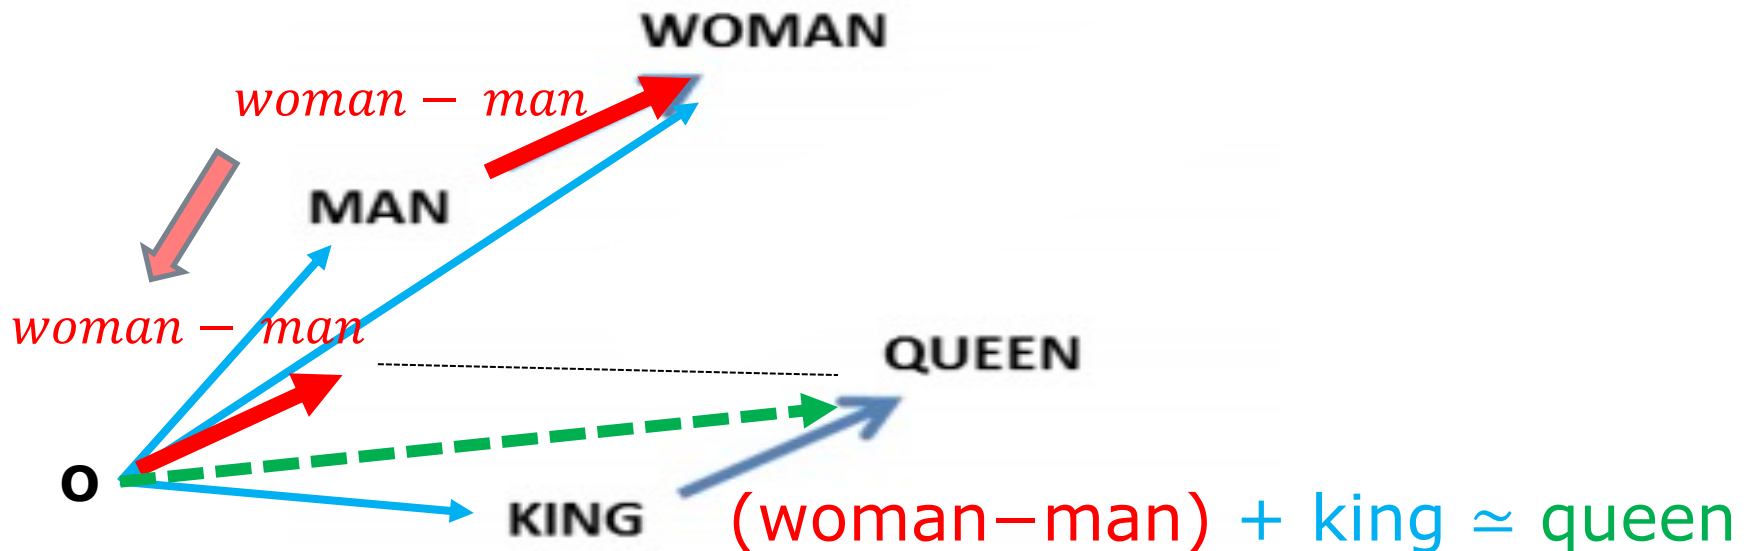 WOMAN
woman − man
MAN
woman − man
QUEEN
O
KING
(woman−man) + king ≃ queen